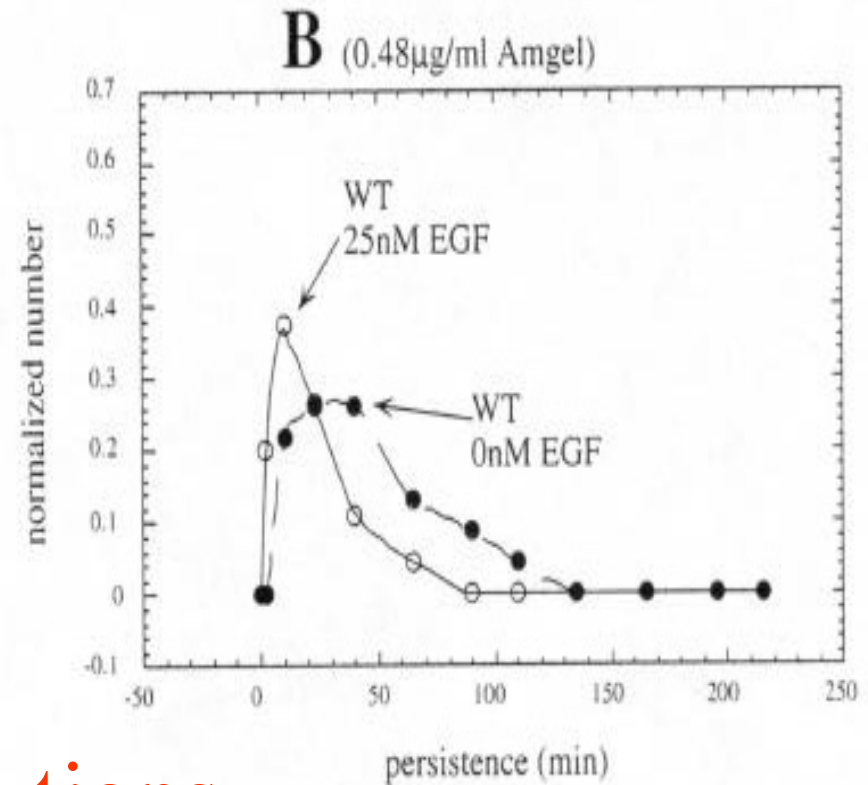 B (0.48µg/ml Amgel)
0.7
0.6
0.5
0.4
0.3
0.2
0.1
0
-0.1
normalized number
WT
25nM EGF
WT
0nM EGF
-50 0 50 100 150 200 250
persistence (min)